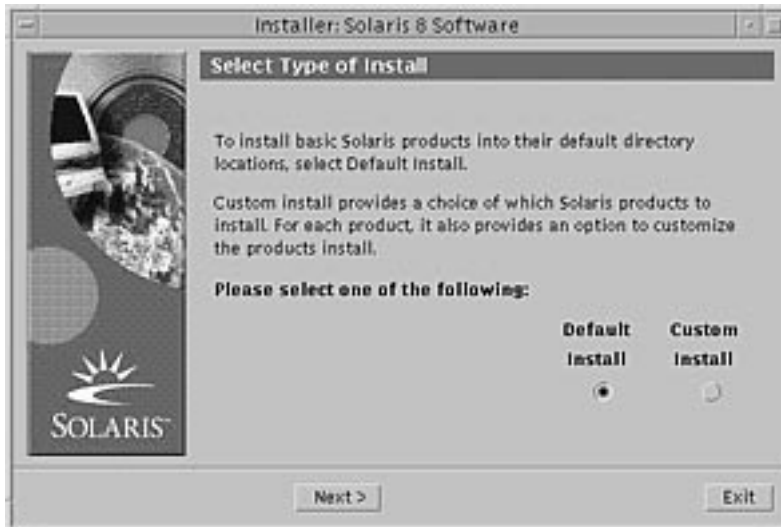 Installer: Solaris 8 Software
Select Type of Install
To install basic Solaris products into their default directory
locations, select Default Install.
Custom install provides a choice of which Solaris products to
install. For each product, it also provides an option to customize
the products install.
Please select one of the following:
Default Custom
Install Install
SOLARIS™
Next >
Exit